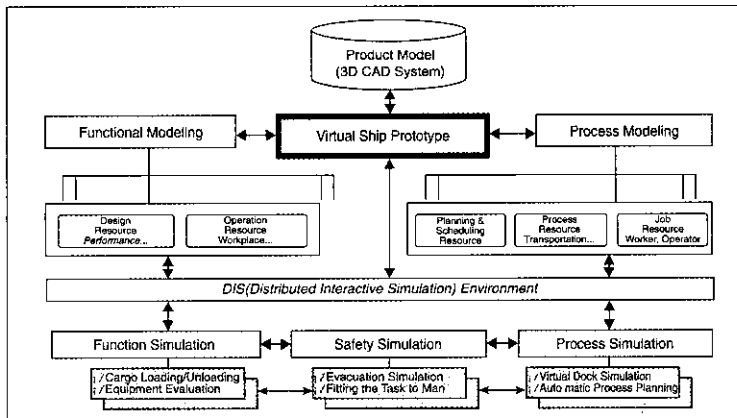 Product Model
(3D CAD System)
Functional Modeling
Virtual Ship Prototype
Process Modeling
Design
Resource
Performance...
Operation
Resource
Workplace...
Planning &
Scheduling
Resource
Process
Resource
Transportation...
Job
Resource
Worker, Operator
DIS(Distributed Interactive Simulation) Environment
Function Simulation
Safety Simulation
Process Simulation
/Cargo Loading/Unloading
/Equipment Evaluation
/Evacuation Simulation
/Fitting the Task to Man
/Virtual Dock Simulation
/Auto matic Process Planning